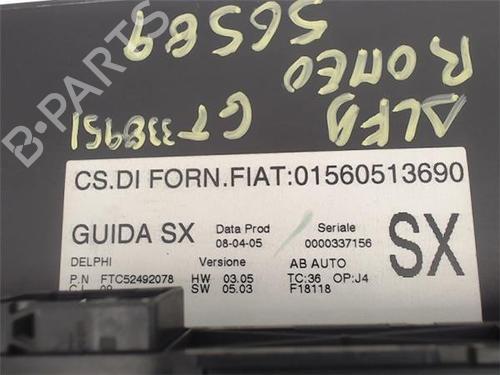 56589
ALFA ROMEO
GT 338951
CS.DI FORN.FIAT:01560513690
GUIDA SX Data Prod Seriale SX
08-04-05 0000337156
DELPHI Versione AB AUTO
P.N FTC52492078 HW 03.05 TC:36 OP:J4
SW 05.03 F18118